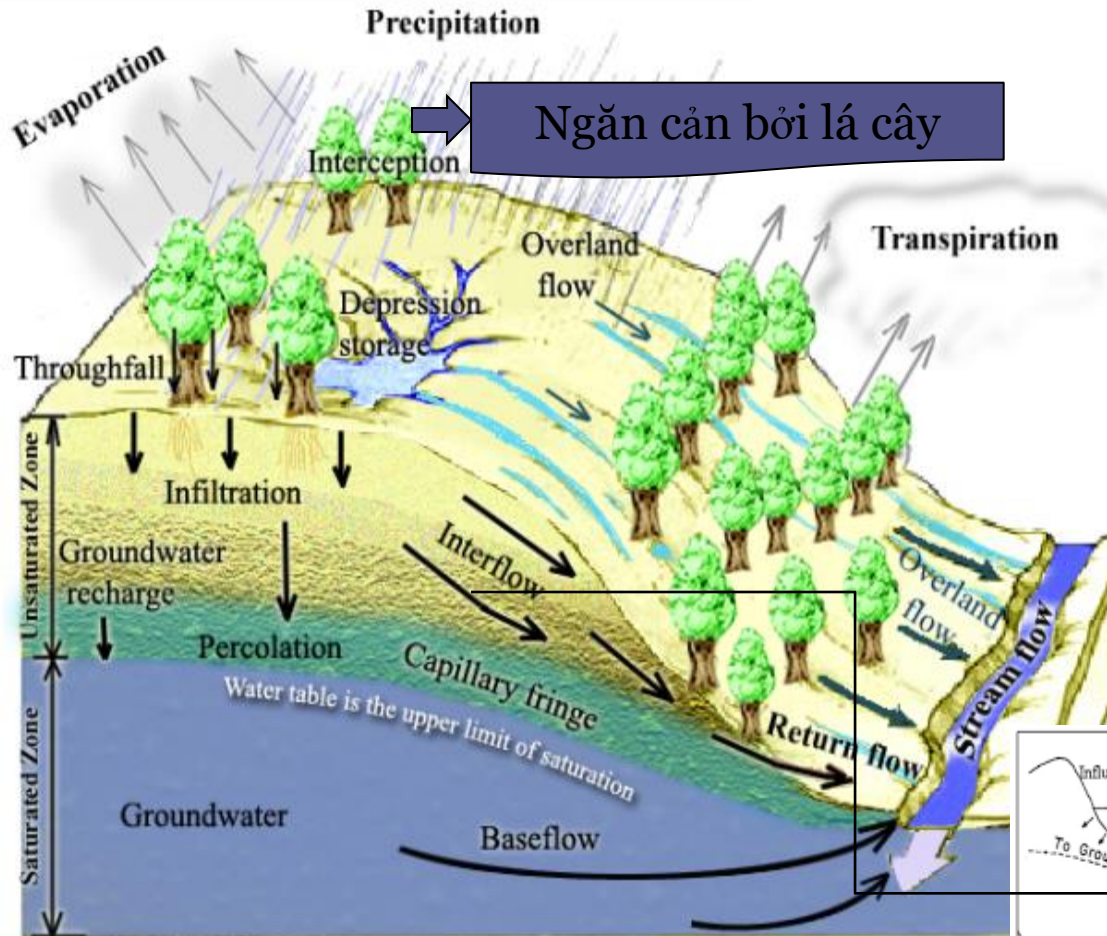 Precipitation
Evaporation
Ngăn cản bởi lá cây
Interception
Overland
flow
Transpiration
Depression
storage
Throughfall
Unsaturated Zone
Infiltration
Groundwater
recharge
Interflow
Overland
flow
Percolation
Capillary fringe
Water table is the upper limit of saturation
Stream flow
Return flow
Saturated Zone
Groundwater
Baseflow
To